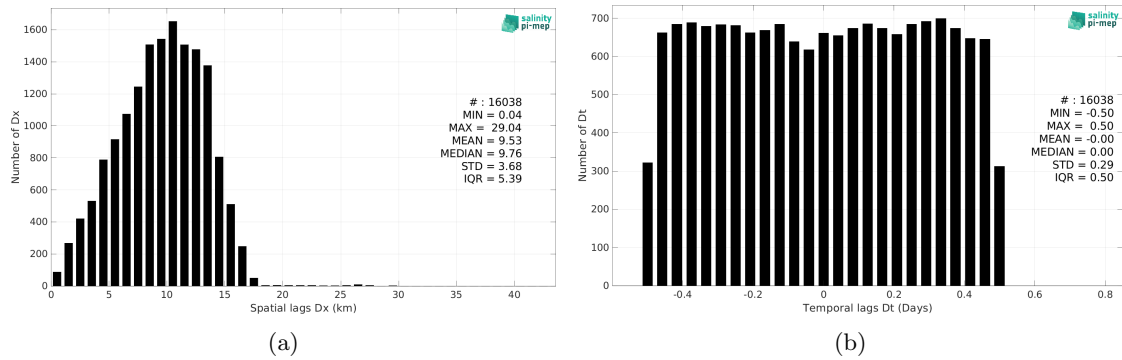 salinity
pi-mep
1600
1400
1200
1000
800
600
400
200
0
Number of Dx
# : 16038
MIN = 0.04
MAX = 29.04
MEAN = 9.53
MEDIAN = 9.76
STD = 3.68
IQR = 5.39
0 5 10 15 20 25 30 35 40
Spatial lags Dx (km)
(a)
salinity
pi-mep
700
600
500
400
300
200
100
0
Number of Dt
# : 16038
MIN = -0.50
MAX = 0.50
MEAN = -0.00
MEDIAN = 0.00
STD = 0.29
IQR = 0.50
-0.4 -0.2 0 0.2 0.4 0.6 0.8
Temporal lags Dt (Days)
(b)